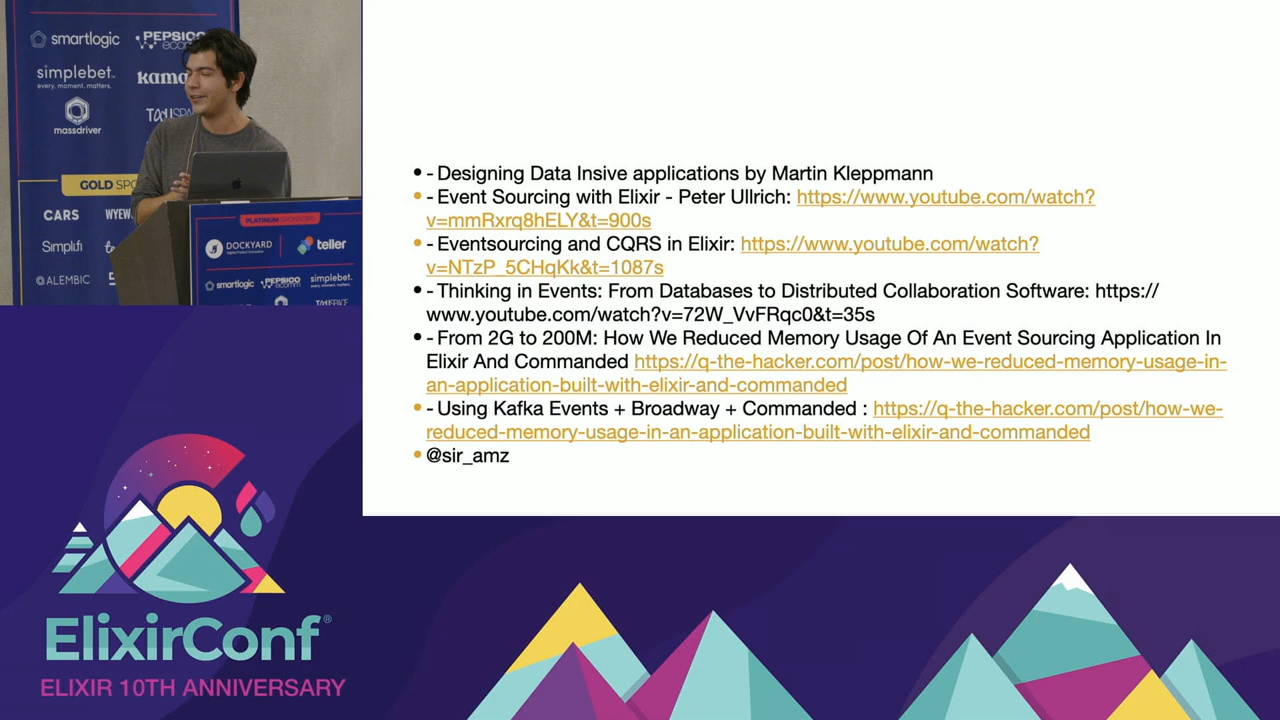 smartlogic
PEPSICO
ecomm
simplebet
every. moment. matters.
massdriver
GOLD
CARS
ALEMBIC
PLATINUM SPONSORS
DOCKYARD
teller
smartlogic
PEPSICO
ecomm
simplebet
• - Designing Data Insive applications by Martin Kleppmann
• - Event Sourcing with Elixir - Peter Ullrich: https://www.youtube.com/watch?
v=mmRxrq8hELY&t=900s
• - Eventsourcing and CQRS in Elixir: https://www.youtube.com/watch?
v=NTzP_5CHqKk&t=1087s
• - Thinking in Events: From Databases to Distributed Collaboration Software: https://
www.youtube.com/watch?v=72W_VvFRqc0&t=35s
• - From 2G to 200M: How We Reduced Memory Usage Of An Event Sourcing Application In
Elixir And Commanded https://q-the-hacker.com/post/how-we-reduced-memory-usage-in-
an-application-built-with-elixir-and-commanded
• - Using Kafka Events + Broadway + Commanded : https://q-the-hacker.com/post/how-we-
reduced-memory-usage-in-an-application-built-with-elixir-and-commanded
• @sir_amz
ElixirConf®
ELIXIR 10TH ANNIVERSARY